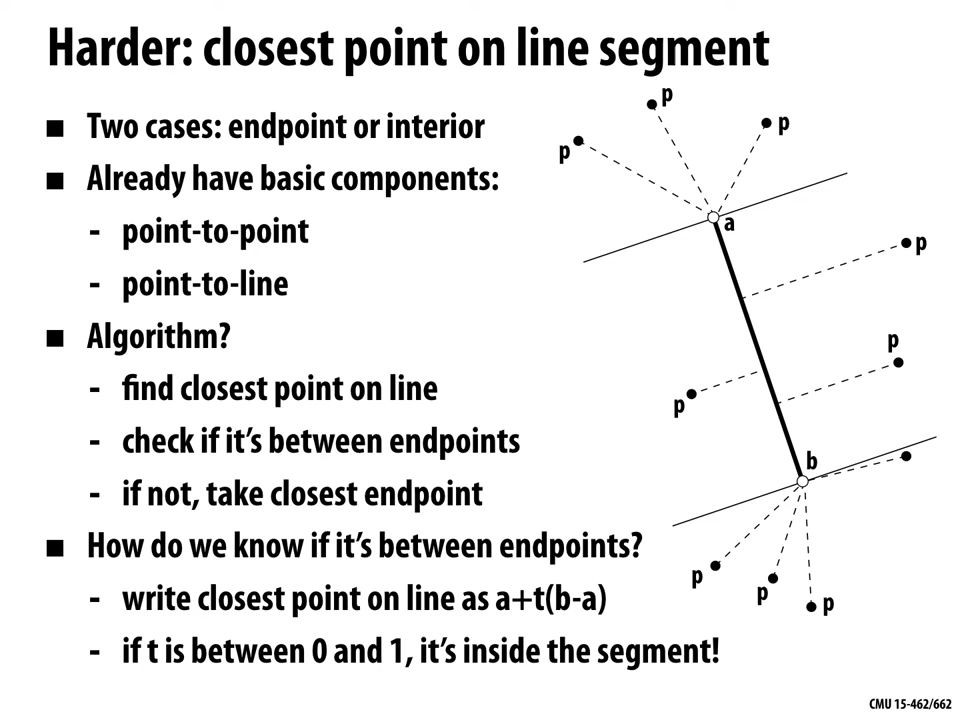 Harder: closest point on line segment
■ Two cases: endpoint or interior
■ Already have basic components:
- point-to-point
- point-to-line
■ Algorithm?
- find closest point on line
- check if it’s between endpoints
- if not, take closest endpoint
■ How do we know if it’s between endpoints?
- write closest point on line as a+t(b-a)
- if t is between 0 and 1, it’s inside the segment!
p
p
p
a
p
p
p
b
p
p
p
CMU 15-462/662